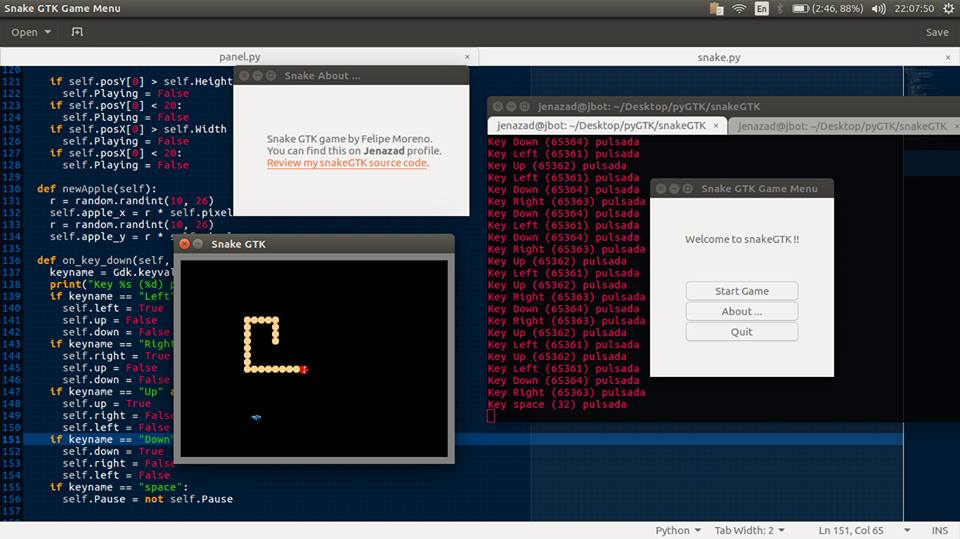 Snake GTK Game Menu
En
(2:46, 88%)
22:07:50
Open
Save
panel.py
snake.py
120
121 if self.posY[0] > self.Height
122 self.Playing = False
123 if self.posY[0] < 20:
124 self.Playing = False
125 if self.posX[0] > self.Width
126 self.Playing = False
127 if self.posX[0] < 20:
128 self.Playing = False
129
130 def newApple(self):
131 r = random.randint(10, 26)
132 self.apple_x = r * self.pixel
133 r = random.randint(10, 26)
134 self.apple_y = r * self.
135
136 def on_key_down(self,
137 keyname = Gdk.keyval
138 print("Key %s (%d) p
139 if keyname == "Left"
140 self.left = True
141 self.up = False
142 self.down = False
143 if keyname == "Right
144 self.right = True
145 self.up = False
146 self.down = False
147 if keyname == "Up" a
148 self.up = True
149 self.right = False
150 self.left = False
151 if keyname == "Down"
152 self.down = True
153 self.right = False
154 self.left = False
155 if keyname == "space":
156 self.Pause = not self.Pause
157
Snake About ...
Snake GTK game by Felipe Moreno.
You can find this on Jenazad profile.
Review my snakeGTK source code.
Snake GTK
jenazad@jbot: ~/Desktop/pyGTK/snakeGTK
jenazad@jbot: ~/Desktop/pyGTK/snakeGTK
jenazad@jbot: ~/Desktop/pyGTK/snakeGTK
Key Down (65364) pulsada
Key Left (65361) pulsada
Key Up (65362) pulsada
Key Left (65361) pulsada
Key Down (65364) pulsada
Key Right (65363) pulsada
Key Down (65364) pulsada
Key Left (65361) pulsada
Key Down (65364) pulsada
Key Right (65363) pulsada
Key Up (65362) pulsada
Key Left (65361) pulsada
Key Up (65362) pulsada
Key Right (65363) pulsada
Key Down (65364) pulsada
Key Right (65363) pulsada
Key Up (65362) pulsada
Key Left (65361) pulsada
Key Up (65362) pulsada
Key Left (65361) pulsada
Key Down (65364) pulsada
Key Right (65363) pulsada
Key space (32) pulsada
Snake GTK Game Menu
Welcome to snakeGTK !!
Start Game
About ...
Quit
Python
Tab Width: 2
Ln 151, Col 65
INS